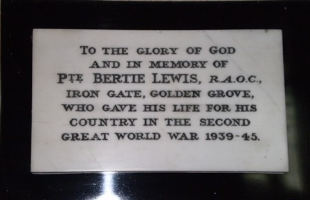 TO THE GLORY OF GOD
AND IN MEMORY OF
PTE BERTIE LEWIS, R.A.O.C.,
IRON GATE, GOLDEN GROVE,
WHO GAVE HIS LIFE FOR HIS
COUNTRY IN THE SECOND
GREAT WORLD WAR 1939-45.